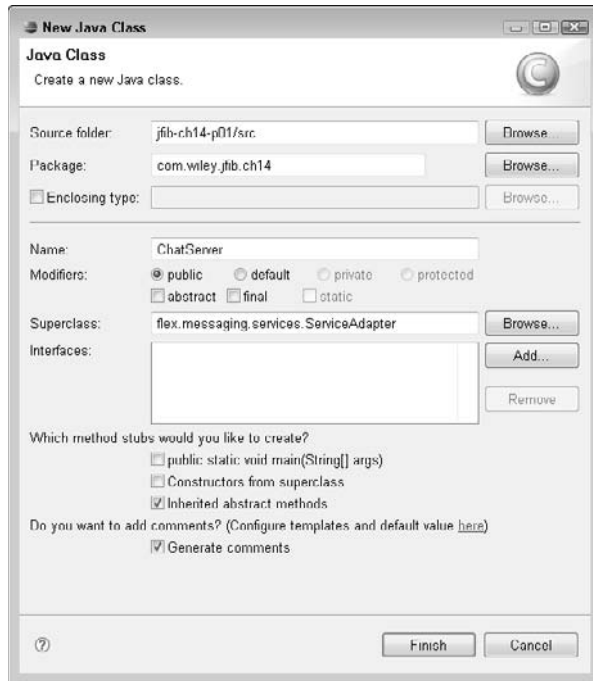 New Java Class
Java Class
Create a new Java class.
C
Source folder: jfib-ch14-p01/src Browse...
Package: com.wiley.jfib.ch14 Browse...
Enclosing type: Browse...
Name: ChatServer
Modifiers: public default private protected
abstract final static
Superclass: flex.messaging.services.ServiceAdapter Browse...
Interfaces: Add...
Remove
Which method stubs would you like to create?
public static void main(String[] args)
Constructors from superclass
Inherited abstract methods
Do you want to add comments? (Configure templates and default value here)
Generate comments
? Finish Cancel